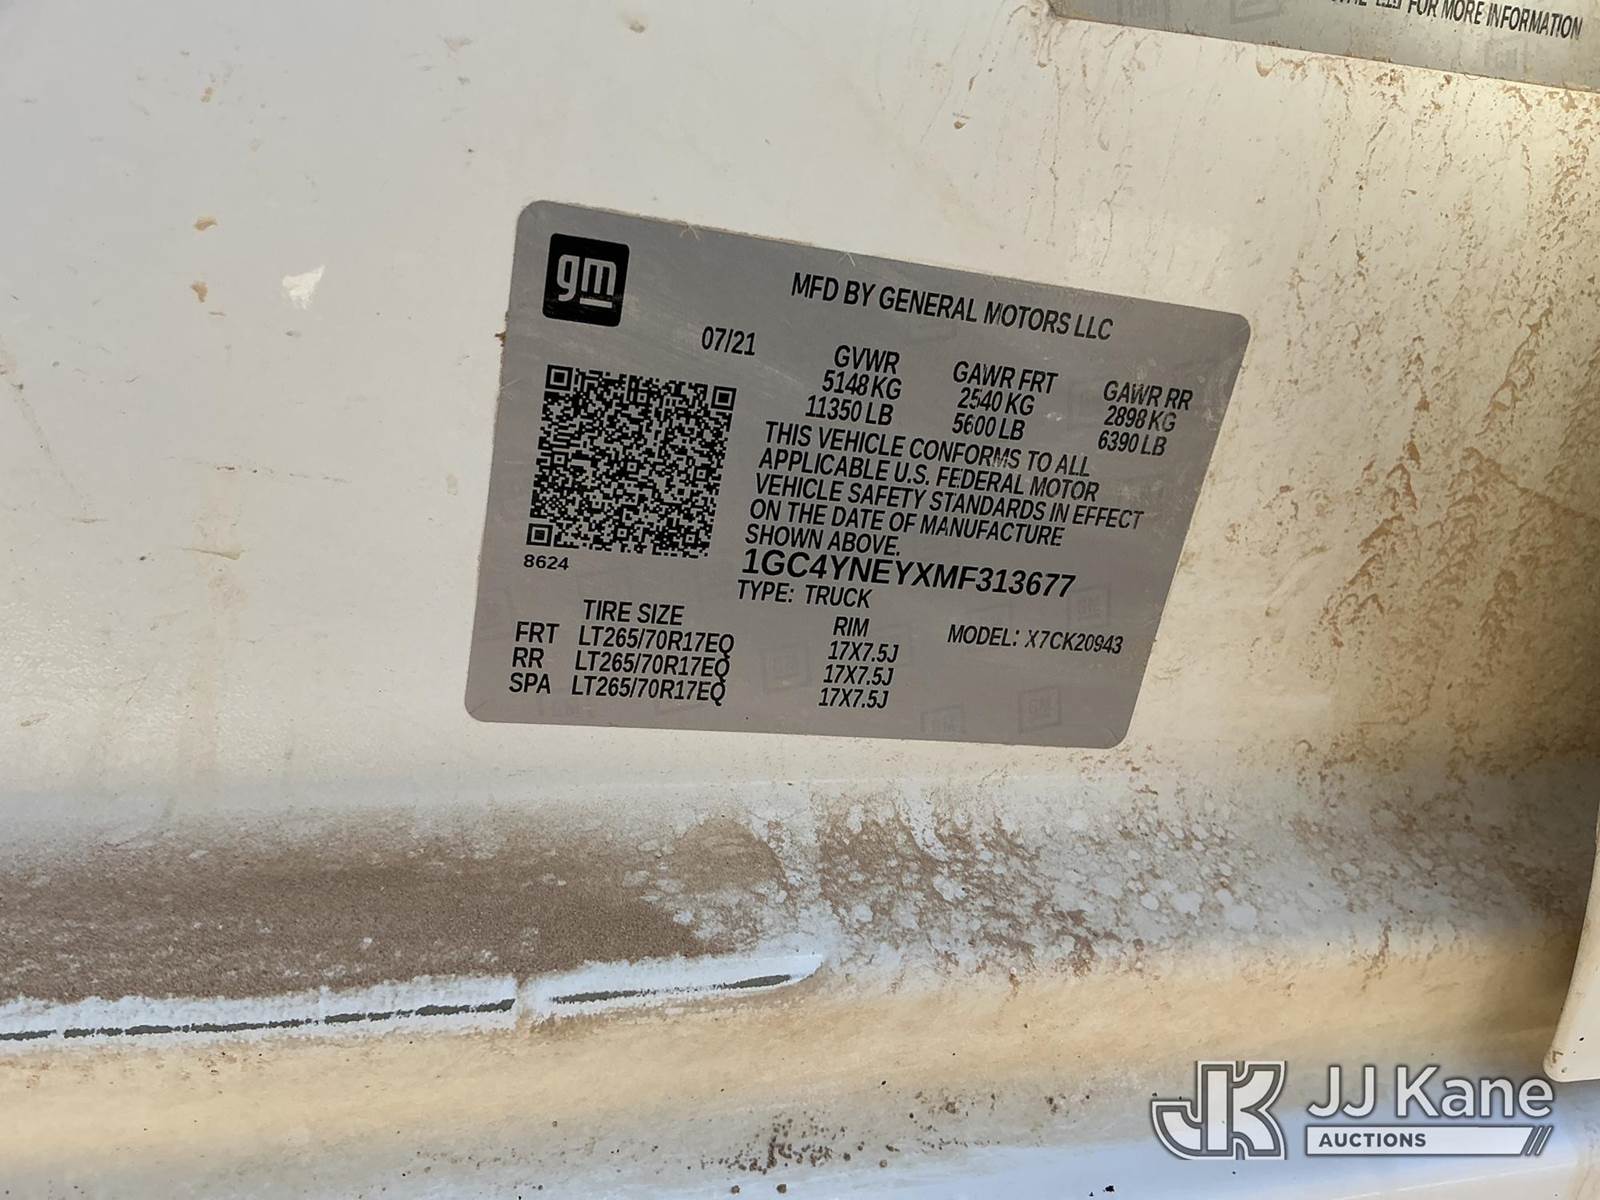 FOR MORE INFORMATION
gm
MFD BY GENERAL MOTORS LLC
07/21
GVWR GAWR FRT GAWR RR
5148 KG 2540 KG 2898 KG
11350 LB 5600 LB 6390 LB
THIS VEHICLE CONFORMS TO ALL
APPLICABLE U.S. FEDERAL MOTOR
VEHICLE SAFETY STANDARDS IN EFFECT
ON THE DATE OF MANUFACTURE
SHOWN ABOVE.
8624
1GC4YNEYXMF313677
TYPE: TRUCK
TIRE SIZE RIM MODEL: X7CK20943
FRT LT265/70R17EQ 17X7.5J
RR LT265/70R17EQ 17X7.5J
SPA LT265/70R17EQ 17X7.5J
JK JJ Kane
AUCTIONS